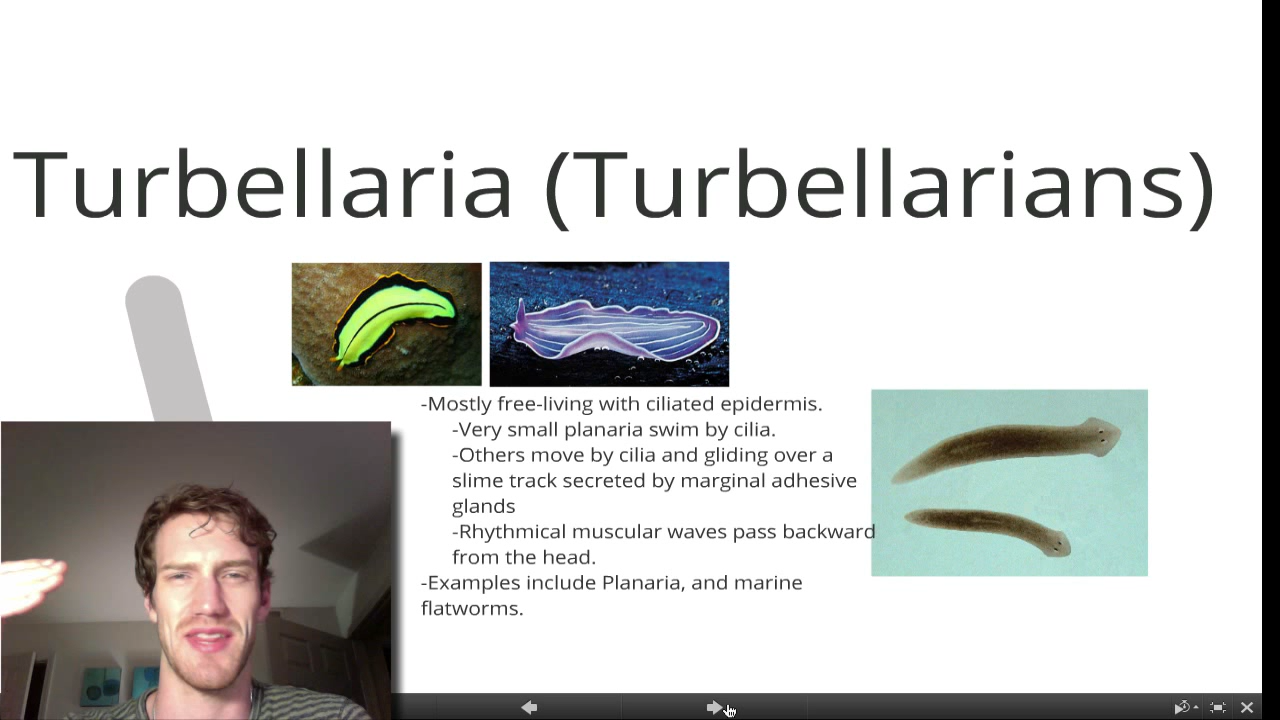 Turbellaria (Turbellarians)
-Mostly free-living with ciliated epidermis.
-Very small planaria swim by cilia.
-Others move by cilia and gliding over a
slime track secreted by marginal adhesive
glands
-Rhythmical muscular waves pass backward
from the head.
-Examples include Planaria, and marine
flatworms.